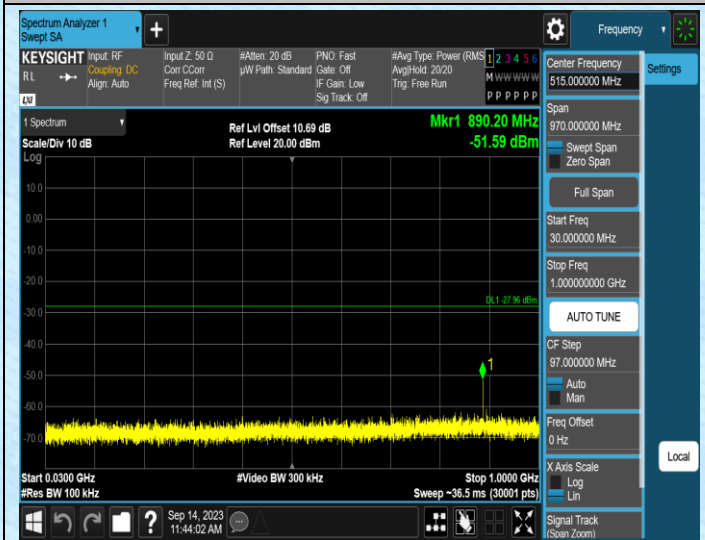 Spectrum Analyzer 1
Swept SA
+
Frequency
KEYSIGHT
RL
LXI
Input: RF
Coupling: DC
Align: Auto
Input Z: 50 Ω
Corr CCorr
Freq Ref: Int (S)
#Atten: 20 dB
µW Path: Standard
PNO: Fast
Gate: Off
IF Gain: Low
Sig Track: Off
#Avg Type: Power (RMS
Avg|Hold: 20/20
Trig: Free Run
1 2 3 4 5 6
M W W W W W
P P P P P P
1 Spectrum
Scale/Div 10 dB
Log
Ref Lvl Offset 10.69 dB
Ref Level 20.00 dBm
Mkr1 890.20 MHz
-51.59 dBm
10.0
0.00
-10.0
-20.0
-30.0
-40.0
-50.0
-60.0
-70.0
DL1 -27.96 dBm
1
Start 0.0300 GHz
#Res BW 100 kHz
#Video BW 300 kHz
Stop 1.0000 GHz
Sweep ~36.5 ms (30001 pts)
?
Sep 14, 2023
11:44:02 AM
Center Frequency
515.000000 MHz
Span
970.000000 MHz
Swept Span
Zero Span
Full Span
Start Freq
30.000000 MHz
Stop Freq
1.000000000 GHz
AUTO TUNE
CF Step
97.000000 MHz
Auto
Man
Freq Offset
0 Hz
X Axis Scale
Log
Lin
Signal Track
(Span Zoom)
Settings
Local